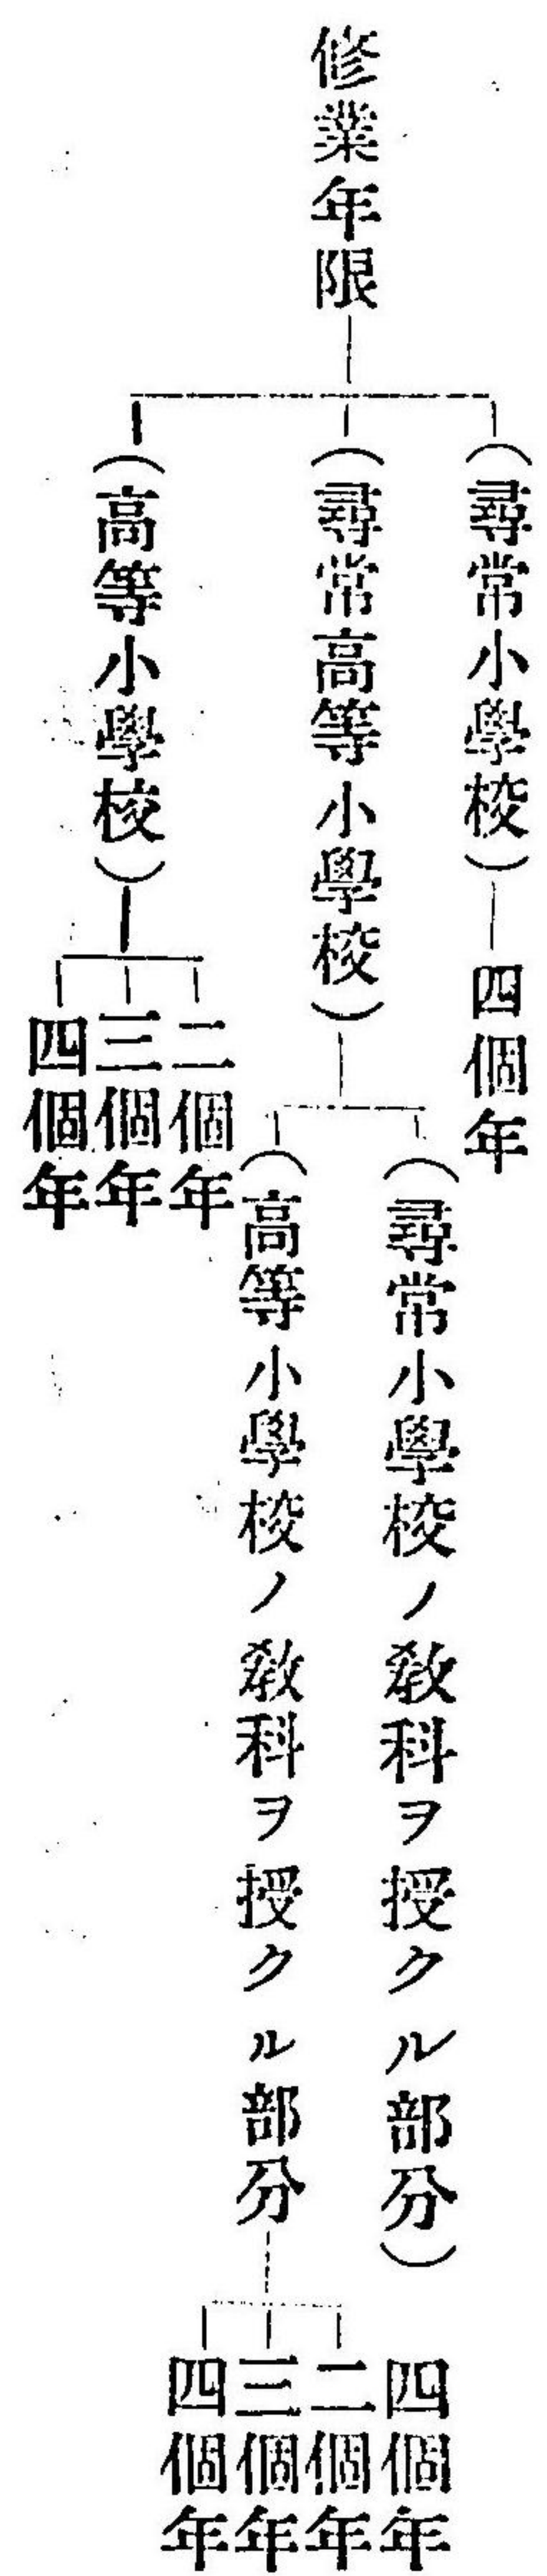 修業年限
（尋常小學校）
四個年
（尋常高等小學校）
（尋常小學校ノ敎科ヲ授クル部分）
四個年
（高等小學校ノ敎科ヲ授クル部分
二個年
三個年
四個年
（高等小學校）
二個年
三個年
四個年